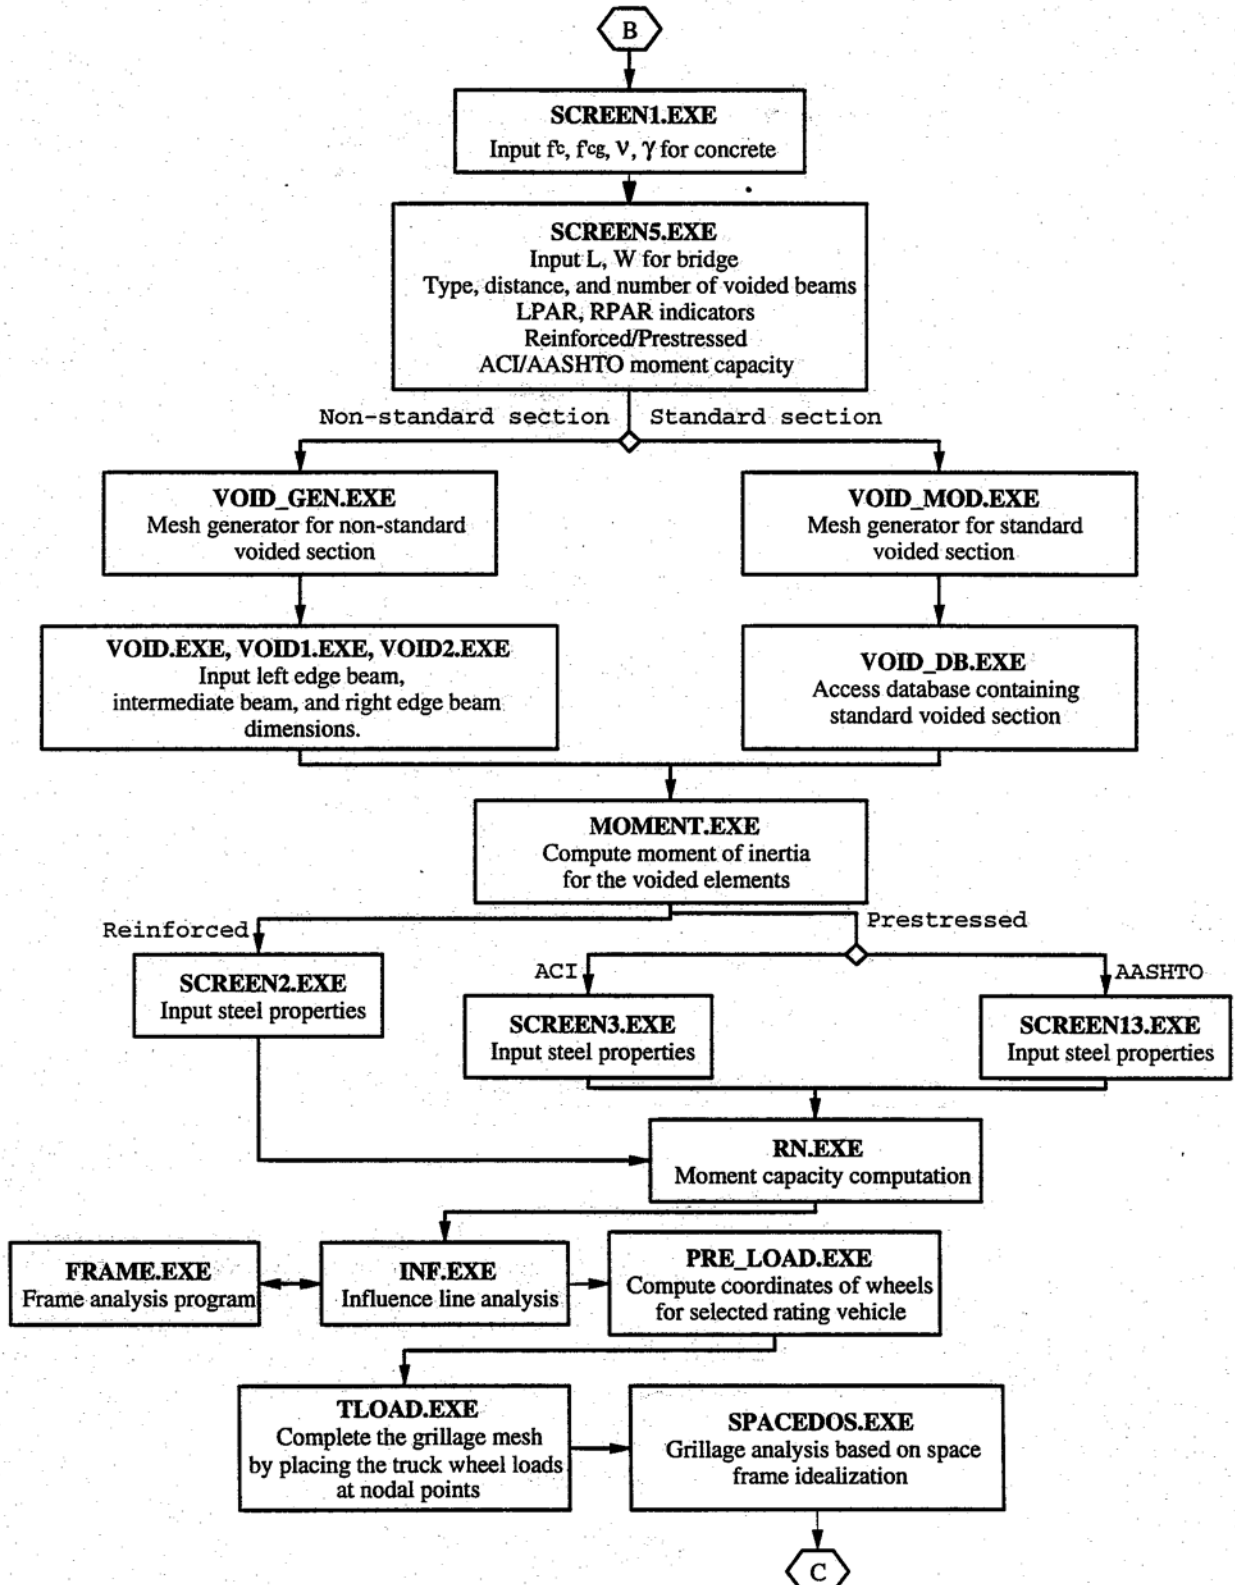 B
SCREEN1.EXE
Input f'c, f'cg, ν, γ for concrete
SCREEN5.EXE
Input L, W for bridge
Type, distance, and number of voided beams
LPAR, RPAR indicators
Reinforced/Prestressed
ACI/AASHTO moment capacity
Non-standard section
Standard section
VOID_GEN.EXE
Mesh generator for non-standard
voided section
VOID_MOD.EXE
Mesh generator for standard
voided section
VOID.EXE, VOID1.EXE, VOID2.EXE
Input left edge beam,
intermediate beam, and right edge beam
dimensions.
VOID_DB.EXE
Access database containing
standard voided section
MOMENT.EXE
Compute moment of inertia
for the voided elements
Reinforced
Prestressed
SCREEN2.EXE
Input steel properties
ACI
AASHTO
SCREEN3.EXE
Input steel properties
SCREEN13.EXE
Input steel properties
RN.EXE
Moment capacity computation
FRAME.EXE
Frame analysis program
INF.EXE
Influence line analysis
PRE_LOAD.EXE
Compute coordinates of wheels
for selected rating vehicle
TLOAD.EXE
Complete the grillage mesh
by placing the truck wheel loads
at nodal points
SPACEDOS.EXE
Grillage analysis based on space
frame idealization
C